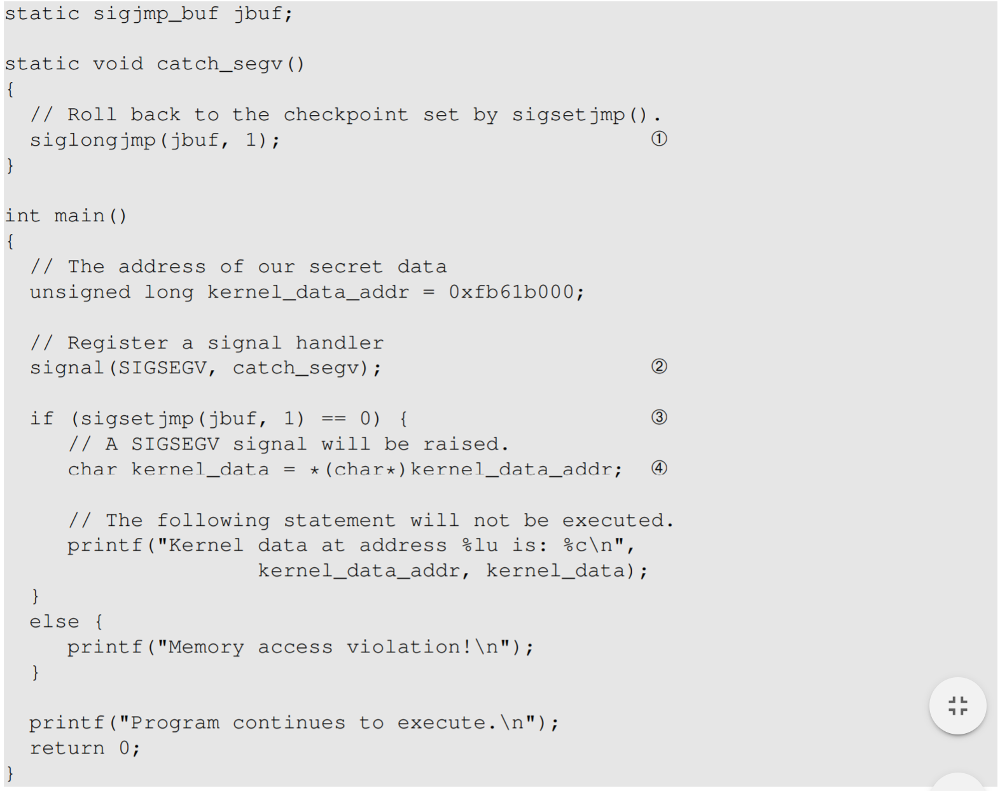 static sigjmp_buf jbuf;
static void catch_segv()
{
// Roll back to the checkpoint set by sigsetjmp().
siglongjmp(jbuf, 1); ①
}
int main()
{
// The address of our secret data
unsigned long kernel_data_addr = 0xfb61b000;
// Register a signal handler
signal(SIGSEGV, catch_segv); ②
if (sigsetjmp(jbuf, 1) == 0) { ③
// A SIGSEGV signal will be raised.
char kernel_data = *(char*)kernel_data_addr; ④
// The following statement will not be executed.
printf("Kernel data at address %lu is: %c\n",
kernel_data_addr, kernel_data);
}
else {
printf("Memory access violation!\n");
}
printf("Program continues to execute.\n");
return 0;
}